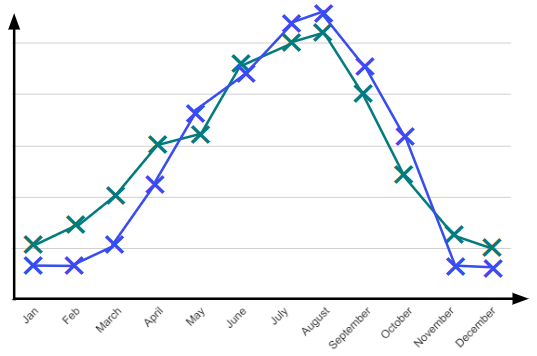 Jan
Feb
March
April
May
June
July
August
September
October
November
December